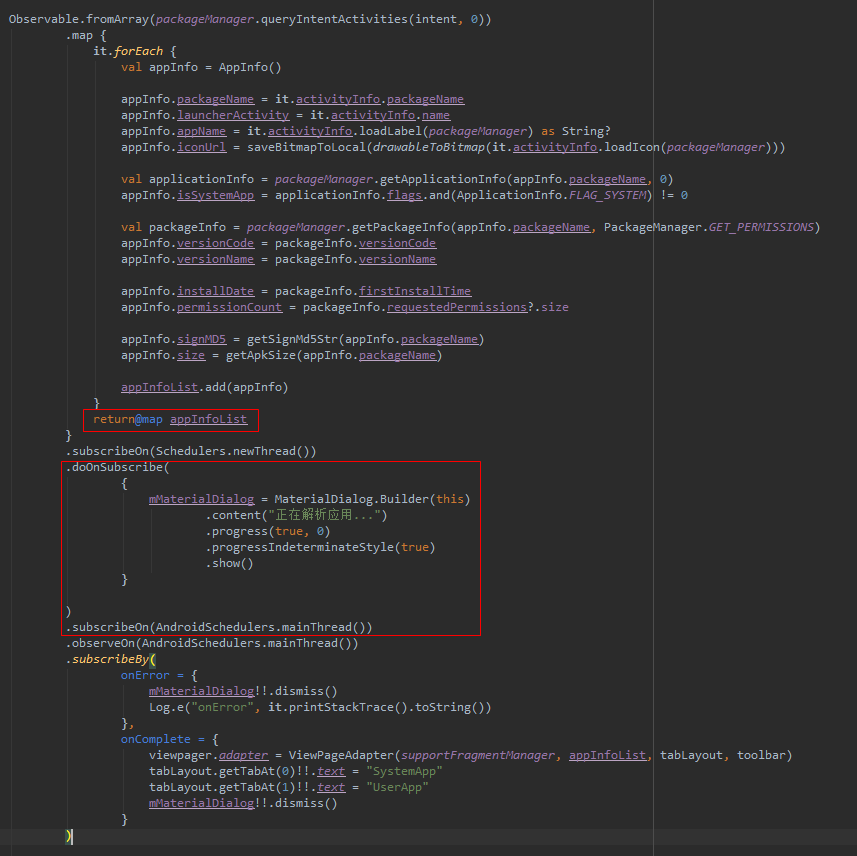 Observable.fromArray(packageManager.queryIntentActivities(intent, 0))
.map {
it.forEach {
val appInfo = AppInfo()
appInfo.packageName = it.activityInfo.packageName
appInfo.launcherActivity = it.activityInfo.name
appInfo.appName = it.activityInfo.loadLabel(packageManager) as String?
appInfo.iconUrl = saveBitmapToLocal(drawableToBitmap(it.activityInfo.loadIcon(packageManager)))
val applicationInfo = packageManager.getApplicationInfo(appInfo.packageName, 0)
appInfo.isSystemApp = applicationInfo.flags.and(ApplicationInfo.FLAG_SYSTEM) != 0
val packageInfo = packageManager.getPackageInfo(appInfo.packageName, PackageManager.GET_PERMISSIONS)
appInfo.versionCode = packageInfo.versionCode
appInfo.versionName = packageInfo.versionName
appInfo.installDate = packageInfo.firstInstallTime
appInfo.permissionCount = packageInfo.requestedPermissions?.size
appInfo.signMD5 = getSignMd5Str(appInfo.packageName)
appInfo.size = getApkSize(appInfo.packageName)
appInfoList.add(appInfo)
}
return@map appInfoList
}
.subscribeOn(Schedulers.newThread())
.doOnSubscribe(
{
mMaterialDialog = MaterialDialog.Builder(this)
.content("正在解析应用...")
.progress(true, 0)
.progressIndeterminateStyle(true)
.show()
}
)
.subscribeOn(AndroidSchedulers.mainThread())
.observeOn(AndroidSchedulers.mainThread())
.subscribeBy(
onError = {
mMaterialDialog!!.dismiss()
Log.e("onError", it.printStackTrace().toString())
},
onComplete = {
viewpager.adapter = ViewPageAdapter(supportFragmentManager, appInfoList, tabLayout, toolbar)
tabLayout.getTabAt(0)!!.text = "SystemApp"
tabLayout.getTabAt(1)!!.text = "UserApp"
mMaterialDialog!!.dismiss()
}
)